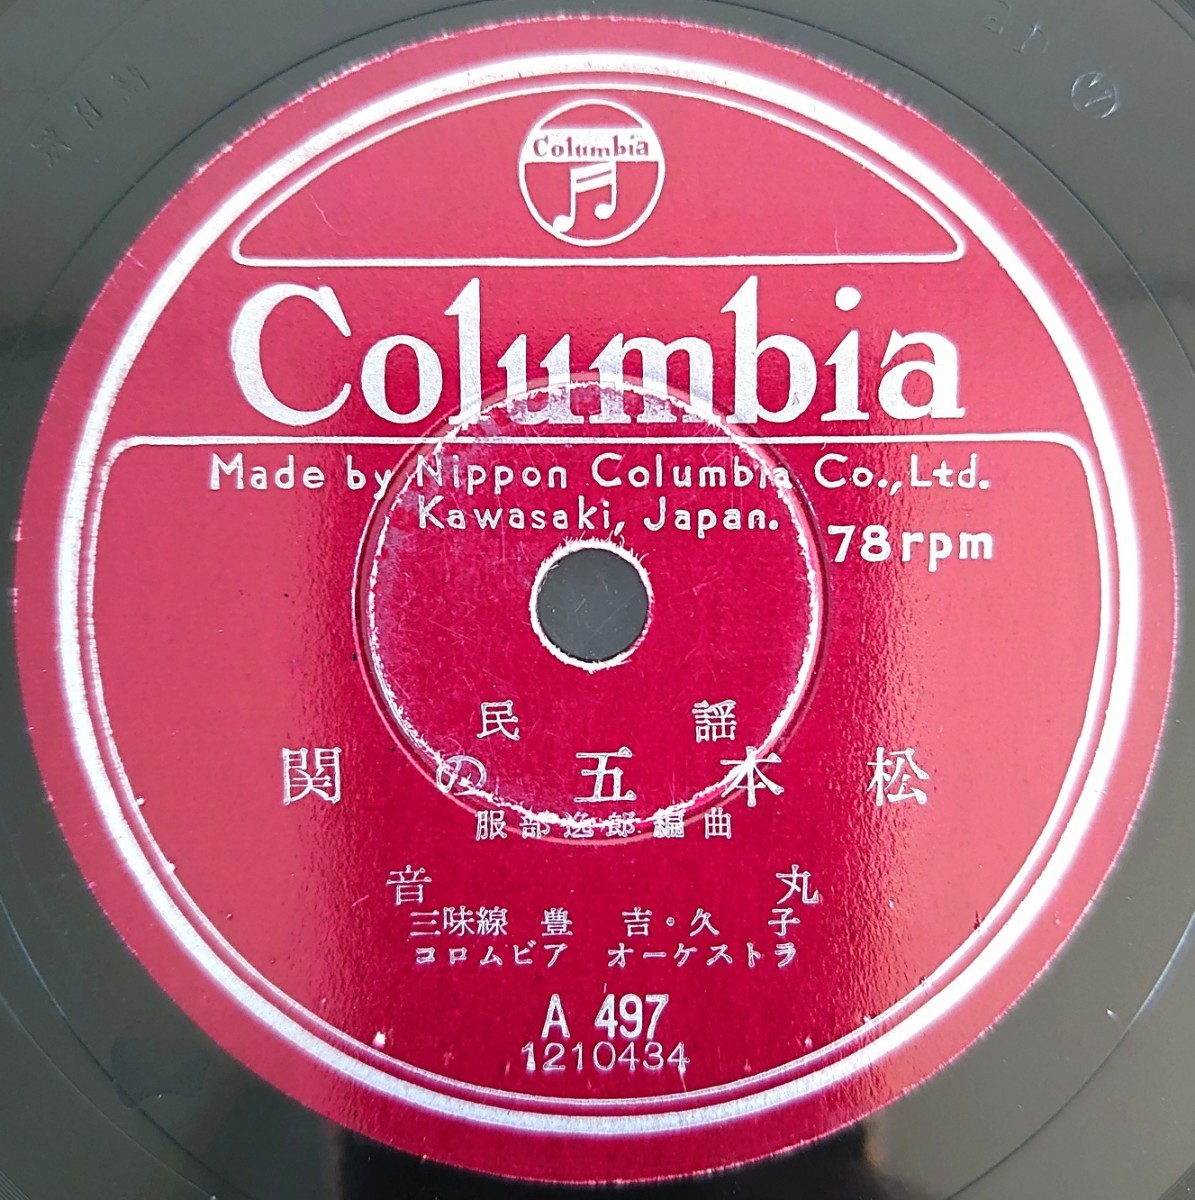 Columbia
Columbia
Made by Nippon Columbia Co., Ltd.
Kawasaki, Japan.
78rpm
民謡
関の五本松
服部逸郎編曲
音丸
三味線 豊吉・久子
コロムビア オーケストラ
A 497
1210434